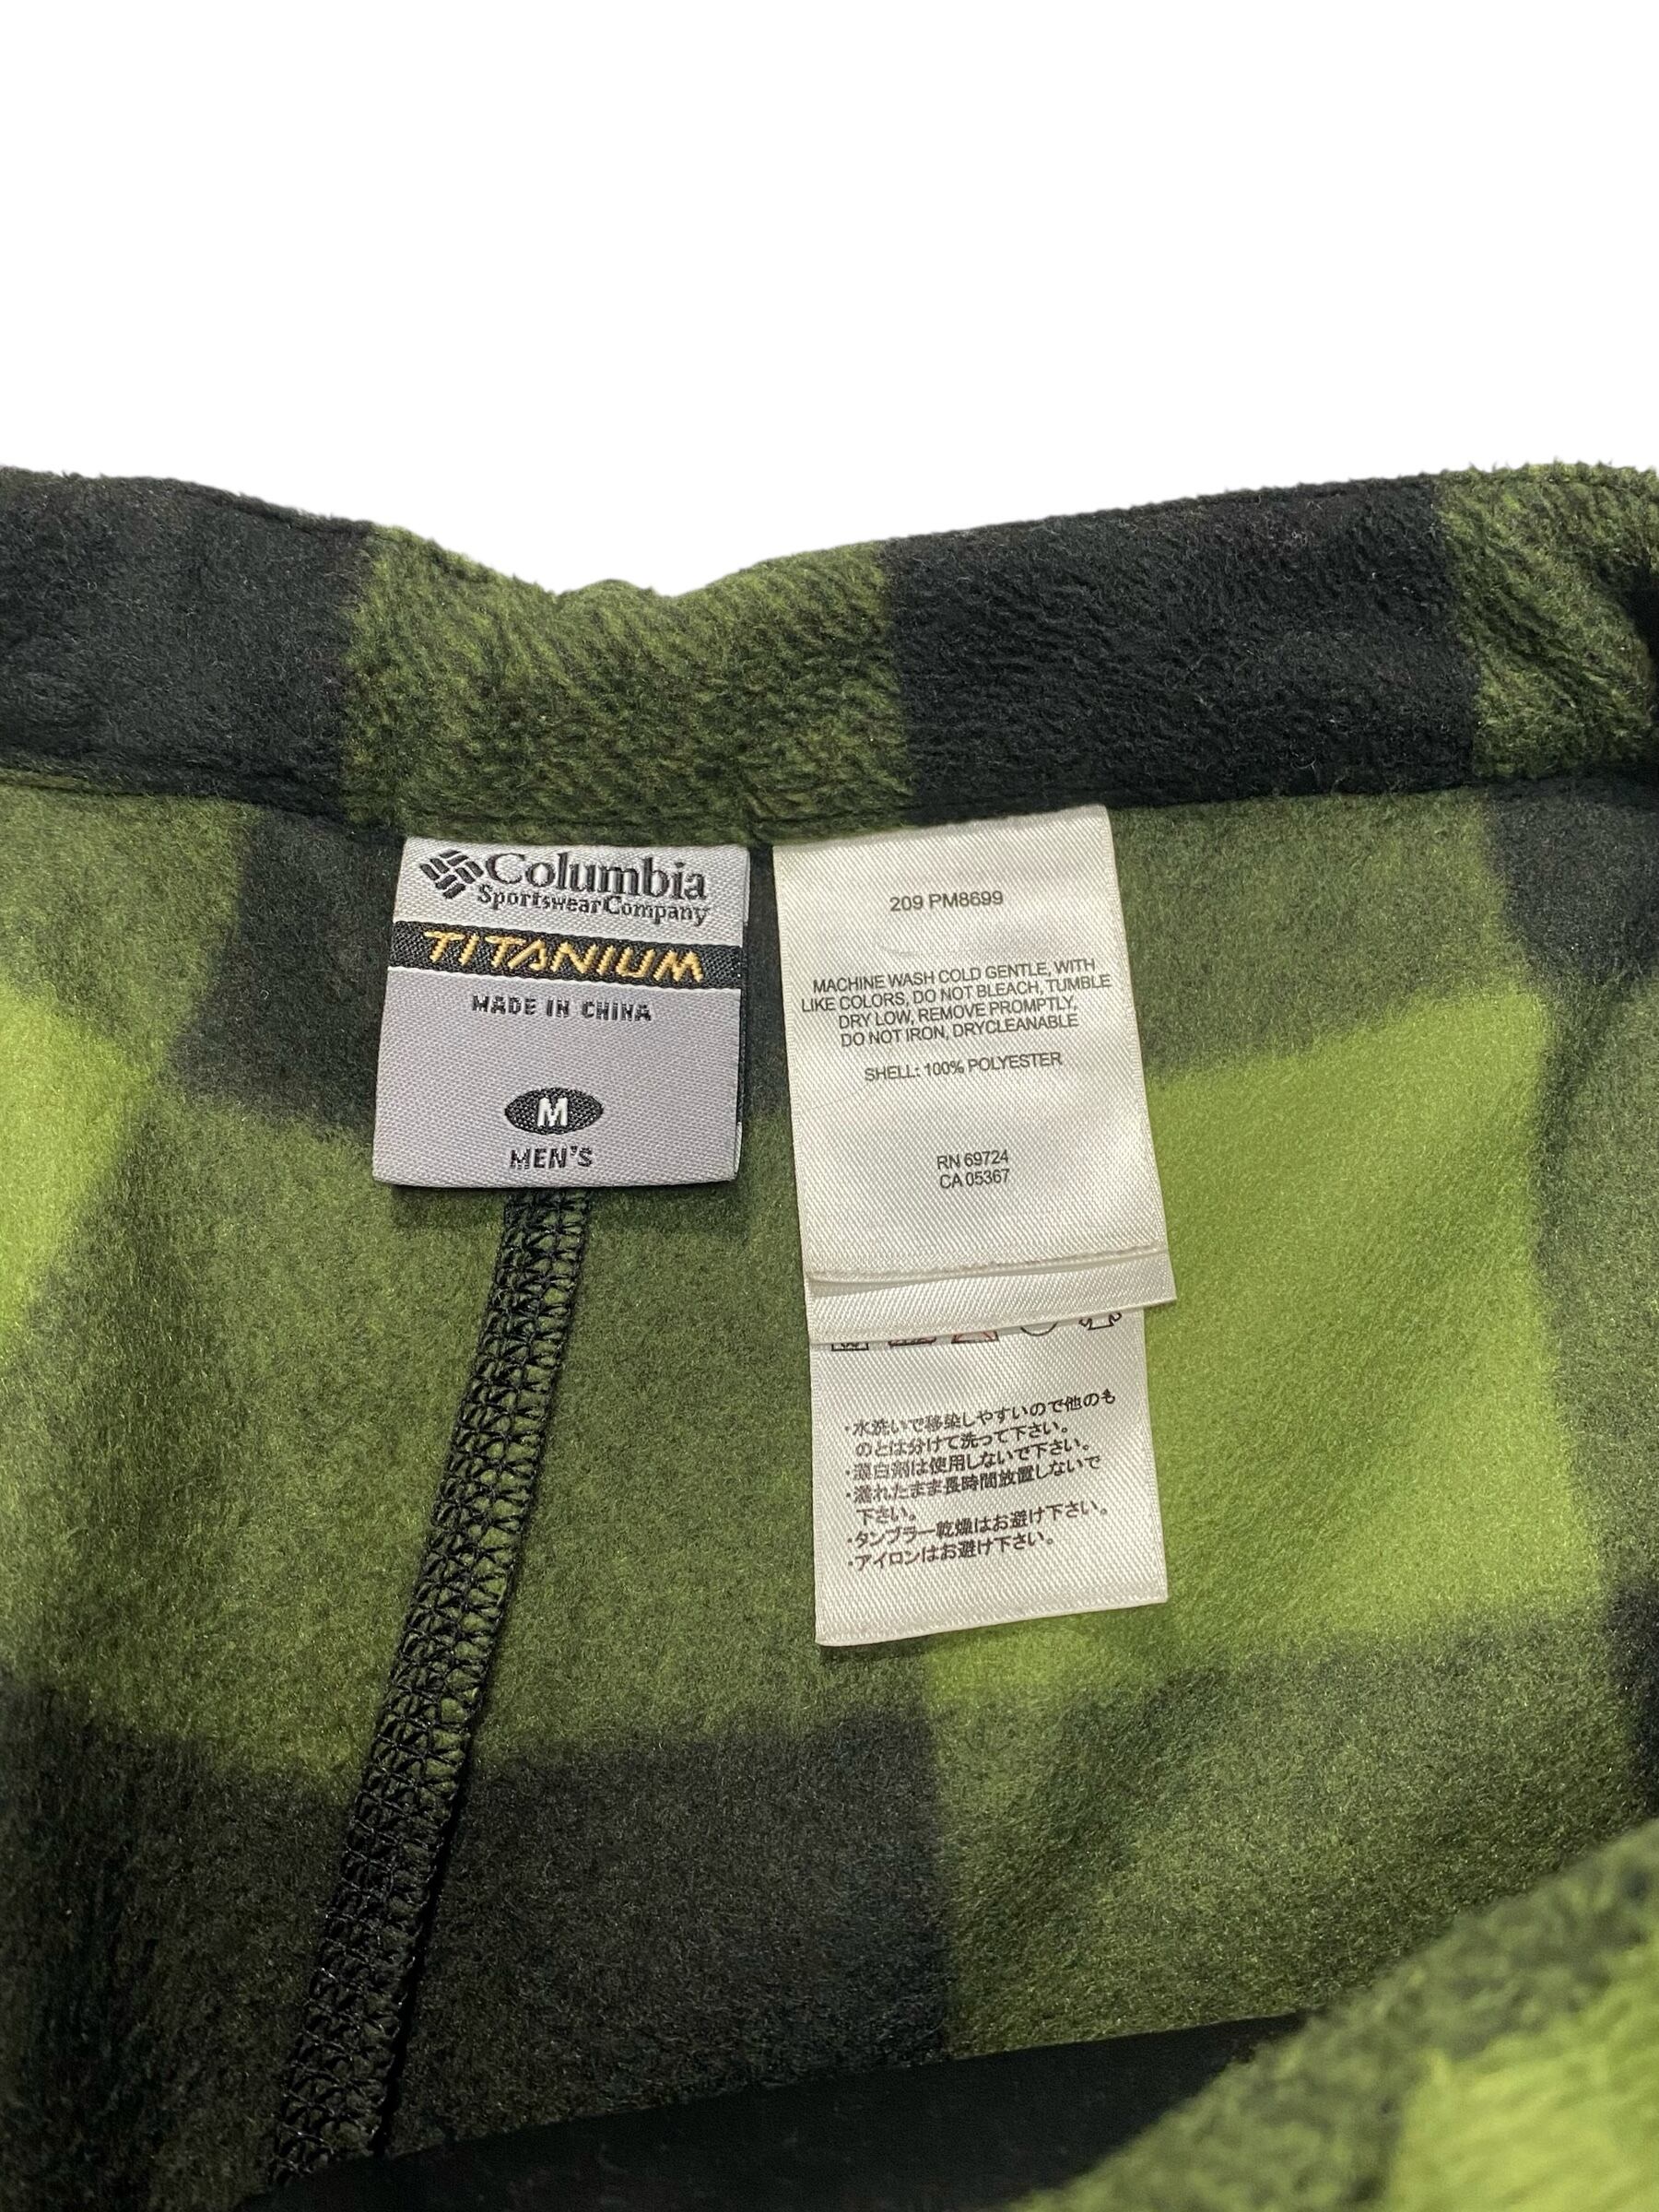 Columbia
Sportswear Company
TITANIUM
MADE IN CHINA
M
MEN'S
209 PM8699
MACHINE WASH COLD GENTLE, WITH
LIKE COLORS, DO NOT BLEACH, TUMBLE
DRY LOW, REMOVE PROMPTLY,
DO NOT IRON, DRYCLEANABLE
SHELL: 100% POLYESTER
RN 69724
CA 05367
・水洗いで移染しやすいので他のも
のとは分けて洗って下さい。
・漂白剤は使用しないで下さい。
・濡れたまま長時間放置しないで
下さい。
・タンブラー乾燥はお避け下さい。
・アイロンはお避け下さい。